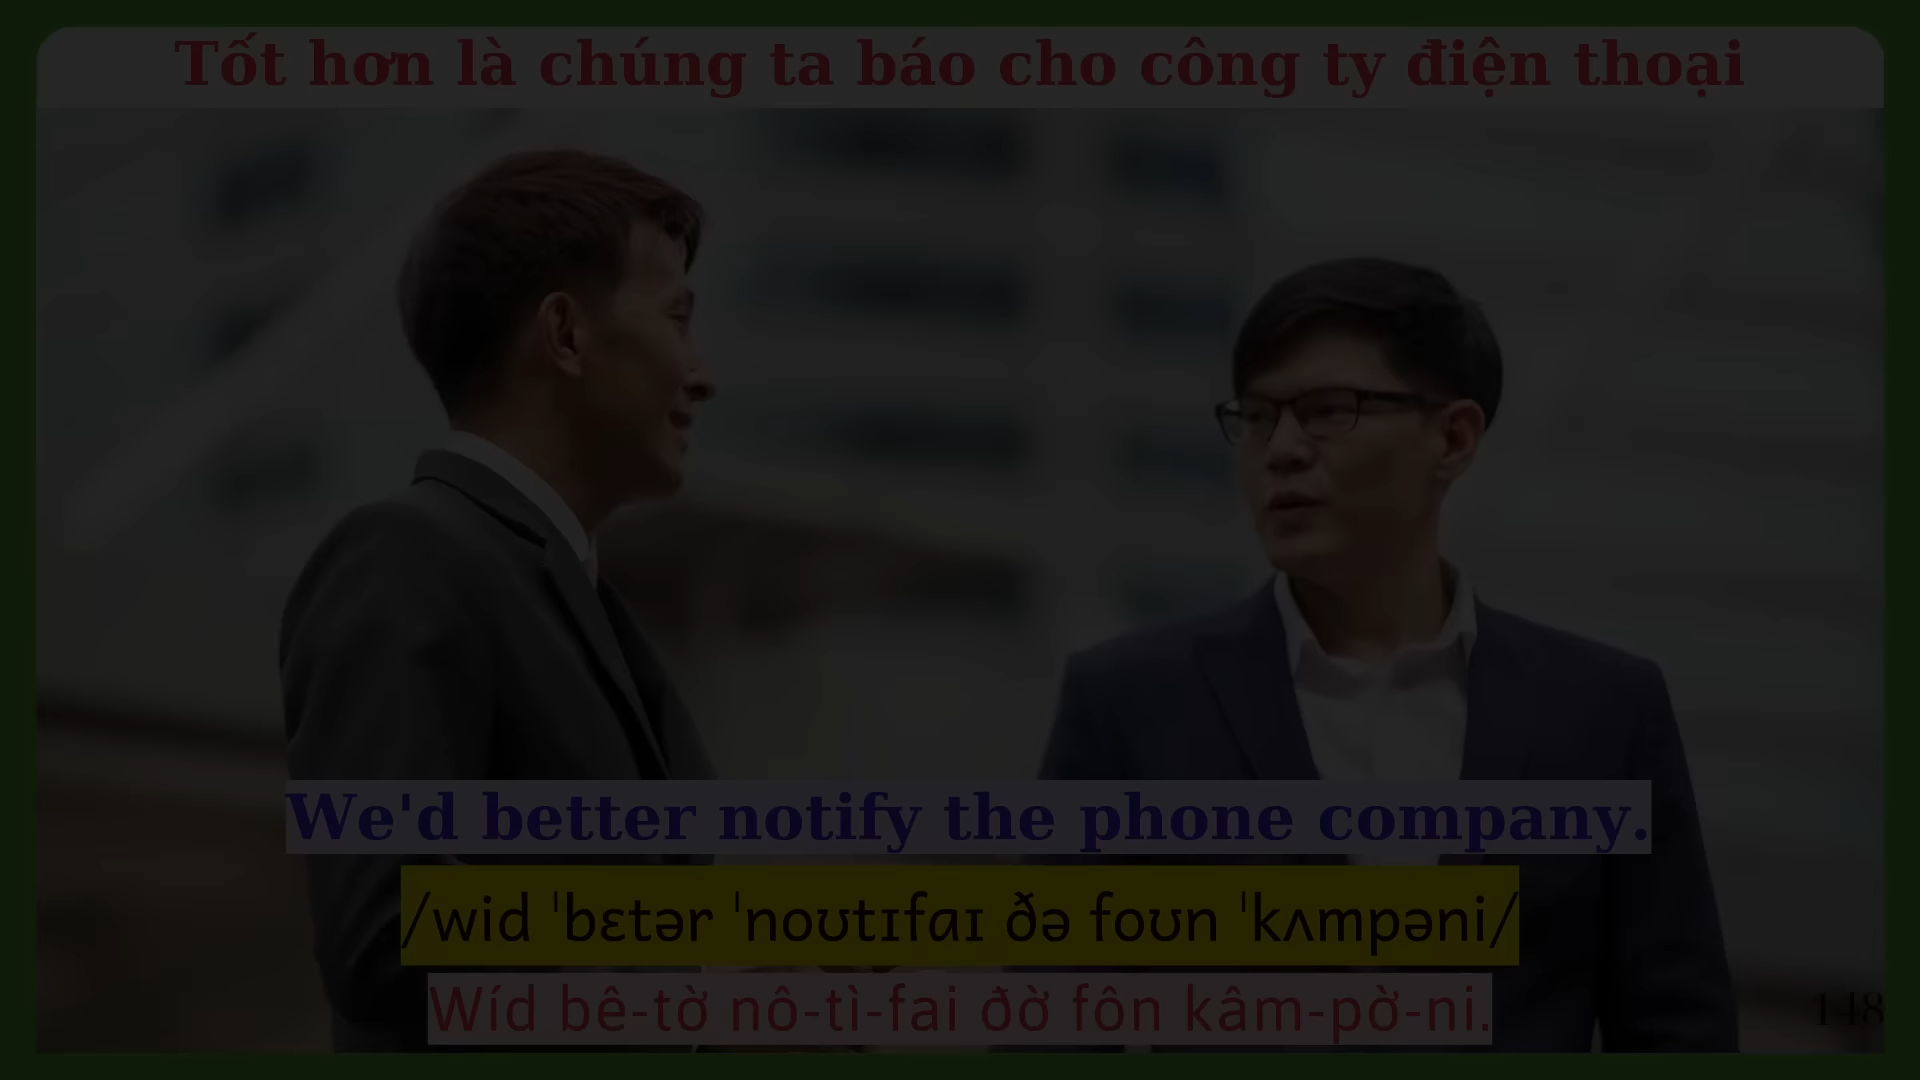 Tốt hơn là chúng ta báo cho công ty điện thoại
We'd better notify the phone company.
/wid ˈbɛtər ˈnoʊtɪfaɪ ðə foʊn ˈkʌmpəni/
Wíd bê-tờ nô-tì-fai ðờ fôn kâm-pờ-ni.
148